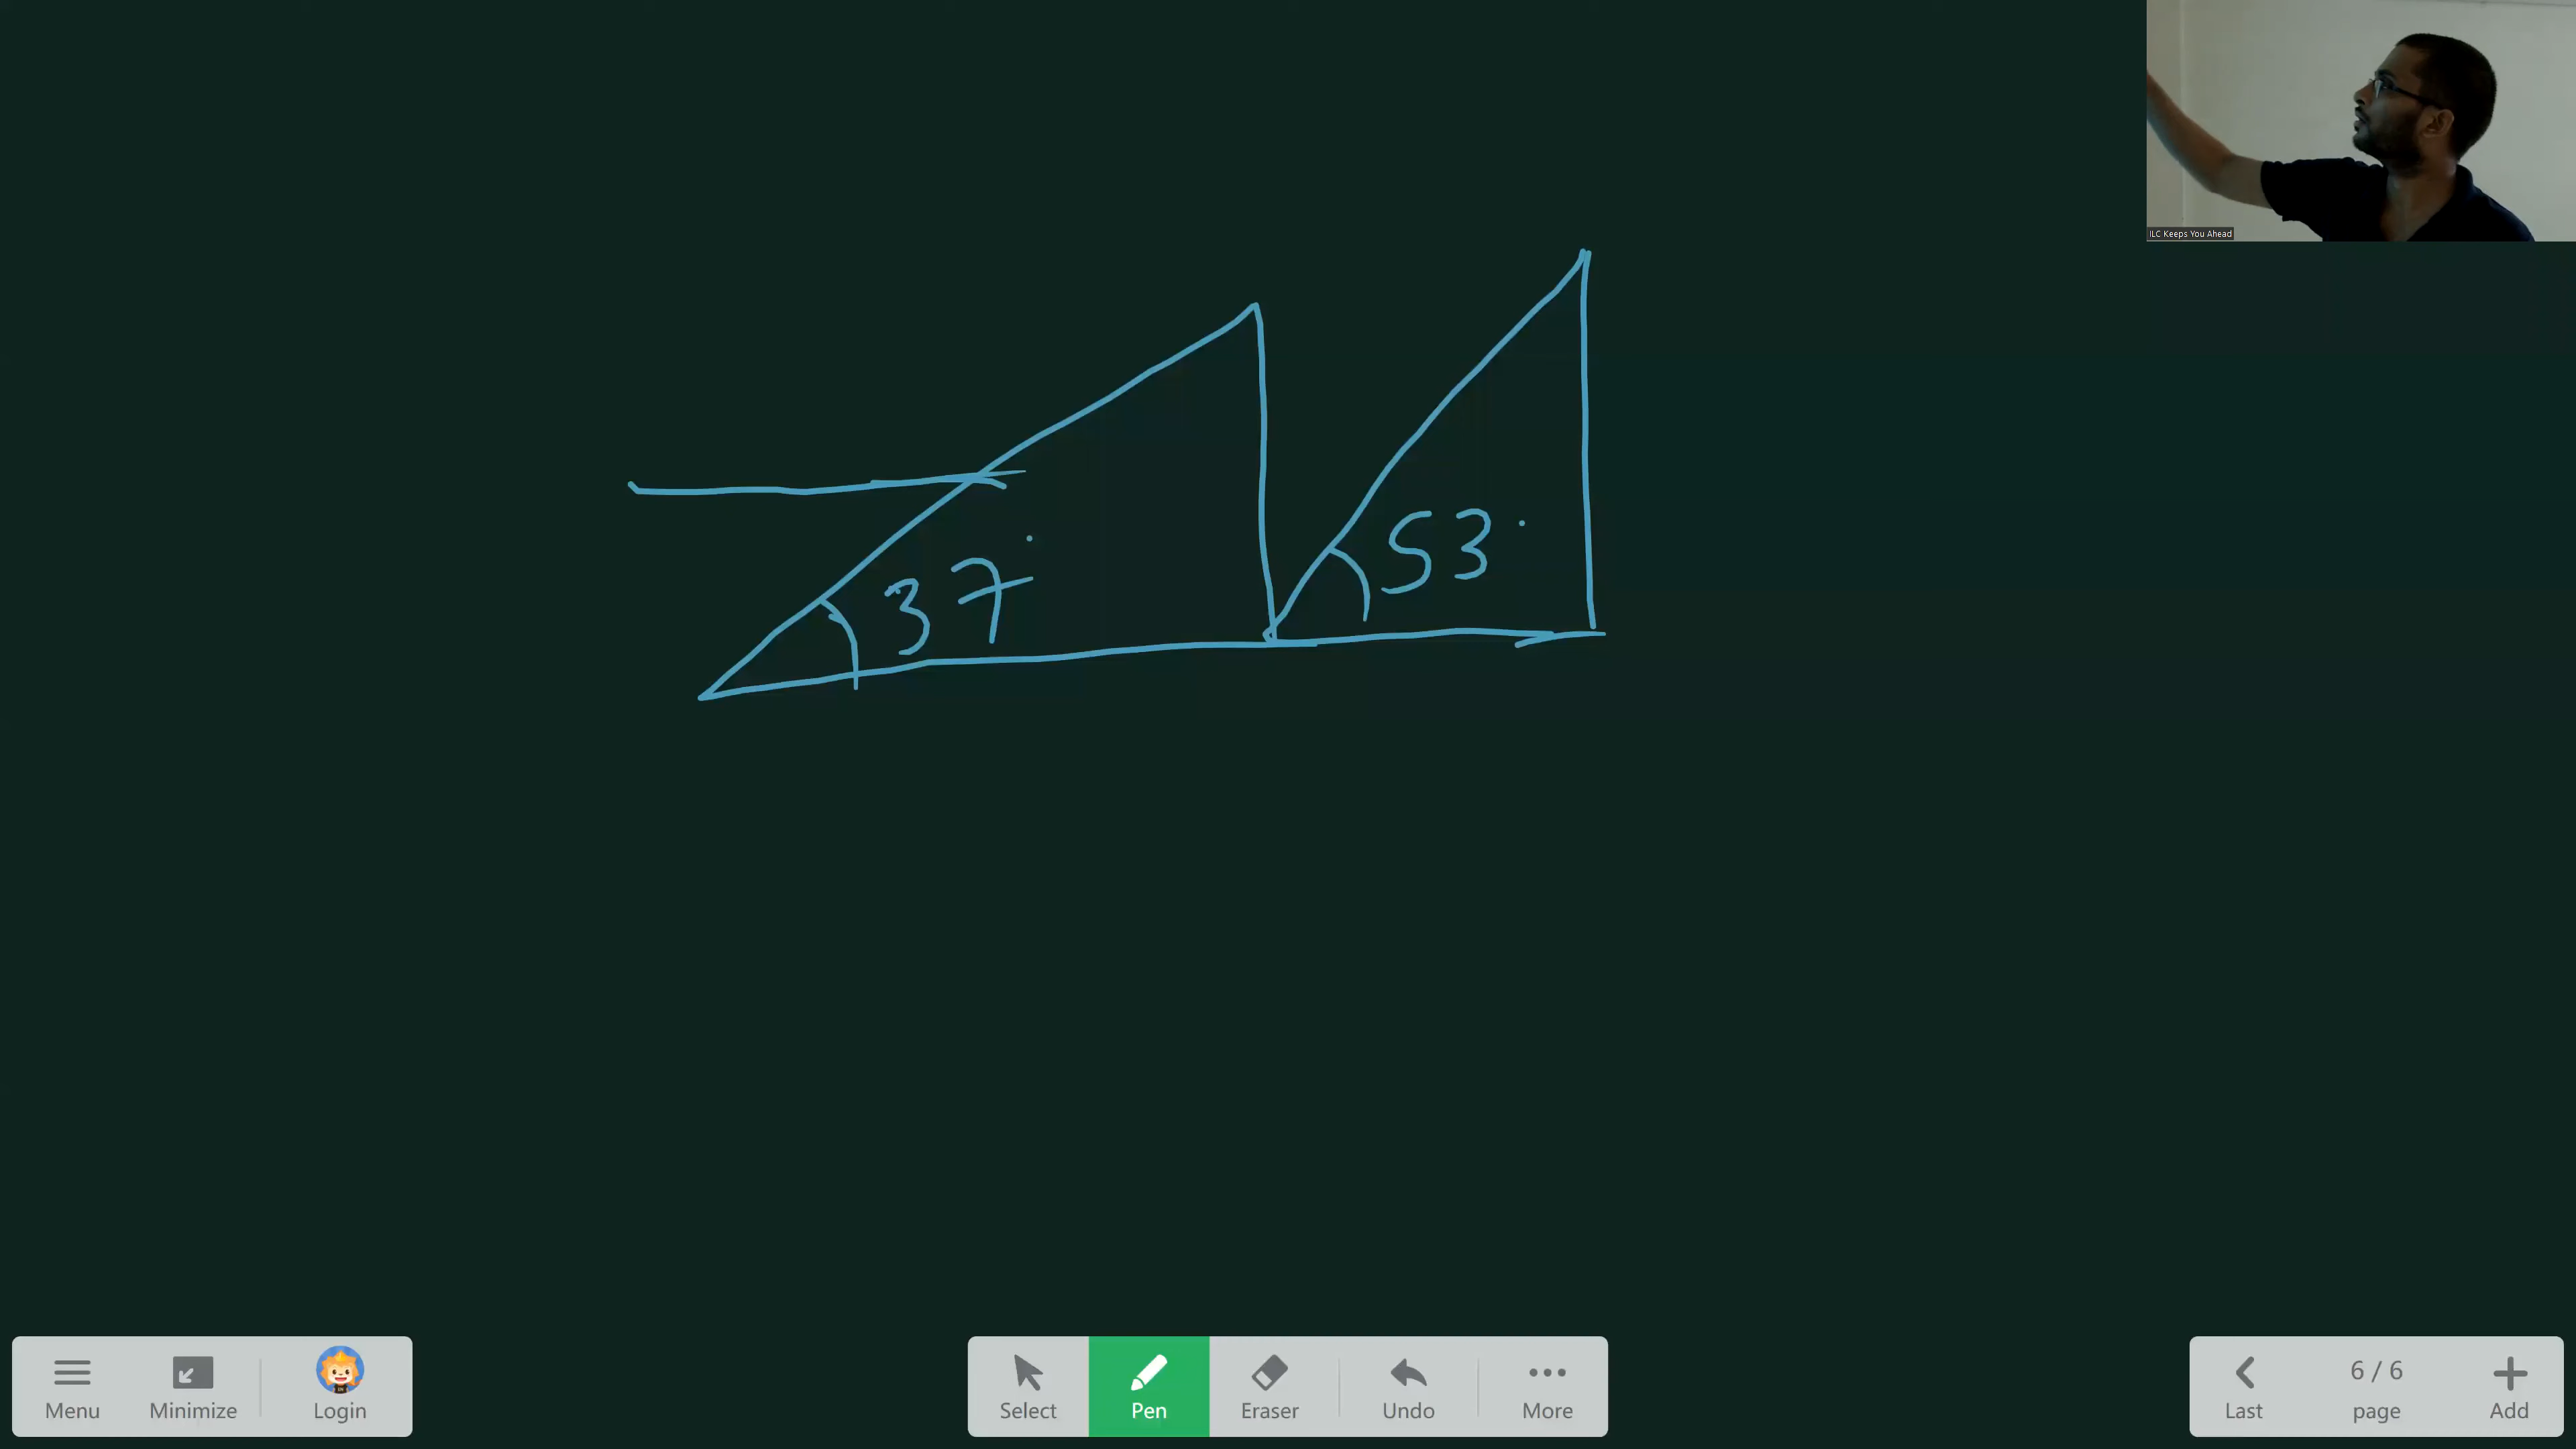 ILC Keeps You Ahead
37°
53°
Menu
Minimize
Login
Select
Pen
Eraser
Undo
More
Last
6 / 6
page
Add